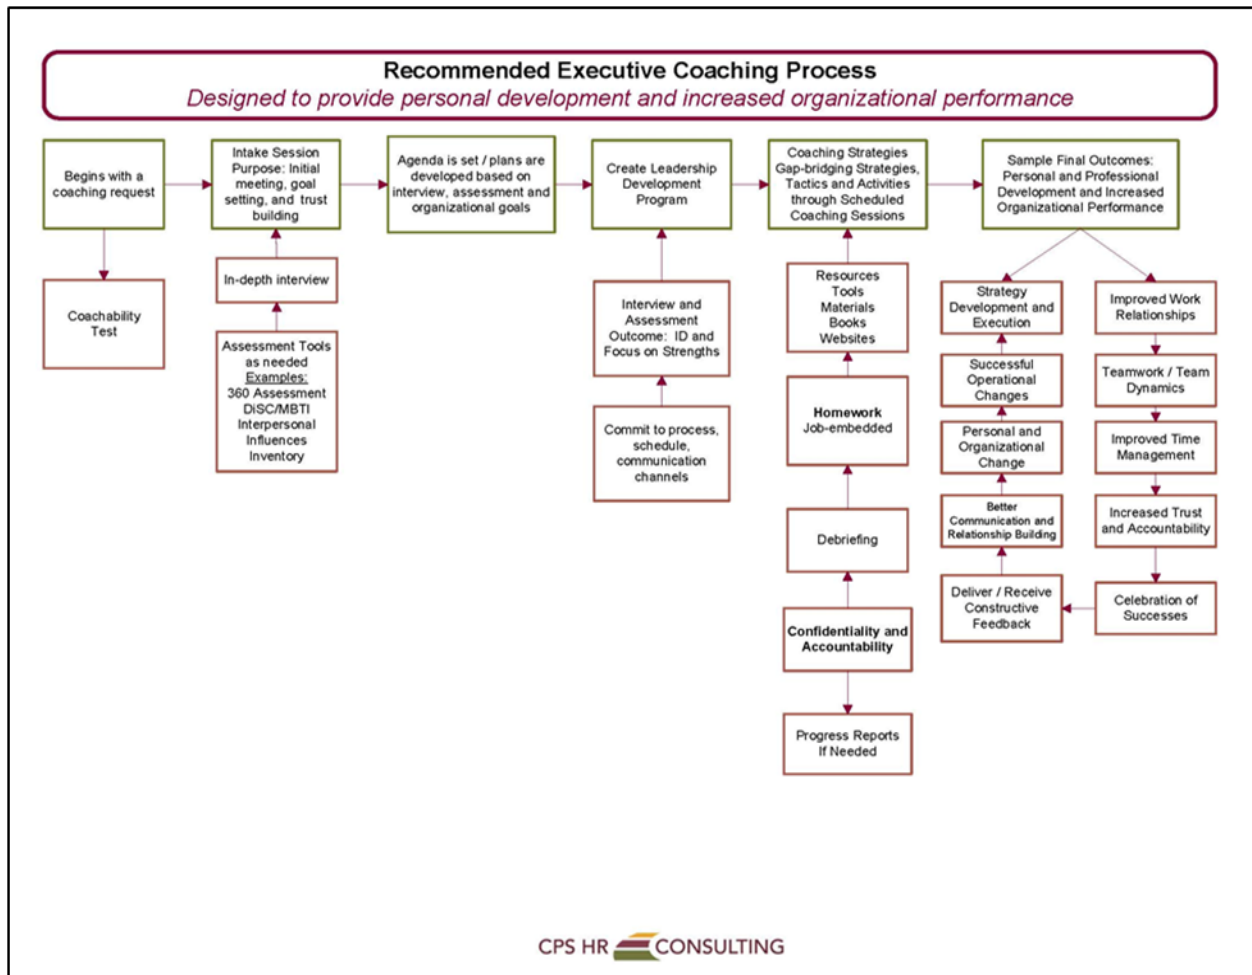 Recommended Executive Coaching Process
Designed to provide personal development and increased organizational performance
Begins with a
coaching request
Intake Session
Purpose: Initial
meeting, goal
setting, and trust
building
Agenda is set / plans are
developed based on
interview, assessment and
organizational goals
Create Leadership
Development
Program
Coaching Strategies
Gap-bridging Strategies,
Tactics and Activities
through Scheduled
Coaching Sessions
Sample Final Outcomes:
Personal and Professional
Development and Increased
Organizational Performance
Coachability
Test
In-depth interview
Assessment Tools
as needed
Examples:
360 Assessment
DiSC/MBTI
Interpersonal
Influences
Inventory
Interview and
Assessment
Outcome: ID and
Focus on Strengths
Commit to process,
schedule,
communication
channels
Resources
Tools
Materials
Books
Websites
Homework
Job-embedded
Debriefing
Confidentiality and
Accountability
Progress Reports
If Needed
Strategy
Development and
Execution
Successful
Operational
Changes
Personal and
Organizational
Change
Better
Communication and
Relationship Building
Deliver / Receive
Constructive
Feedback
Improved Work
Relationships
Teamwork / Team
Dynamics
Improved Time
Management
Increased Trust
and Accountability
Celebration of
Successes
CPS HR CONSULTING